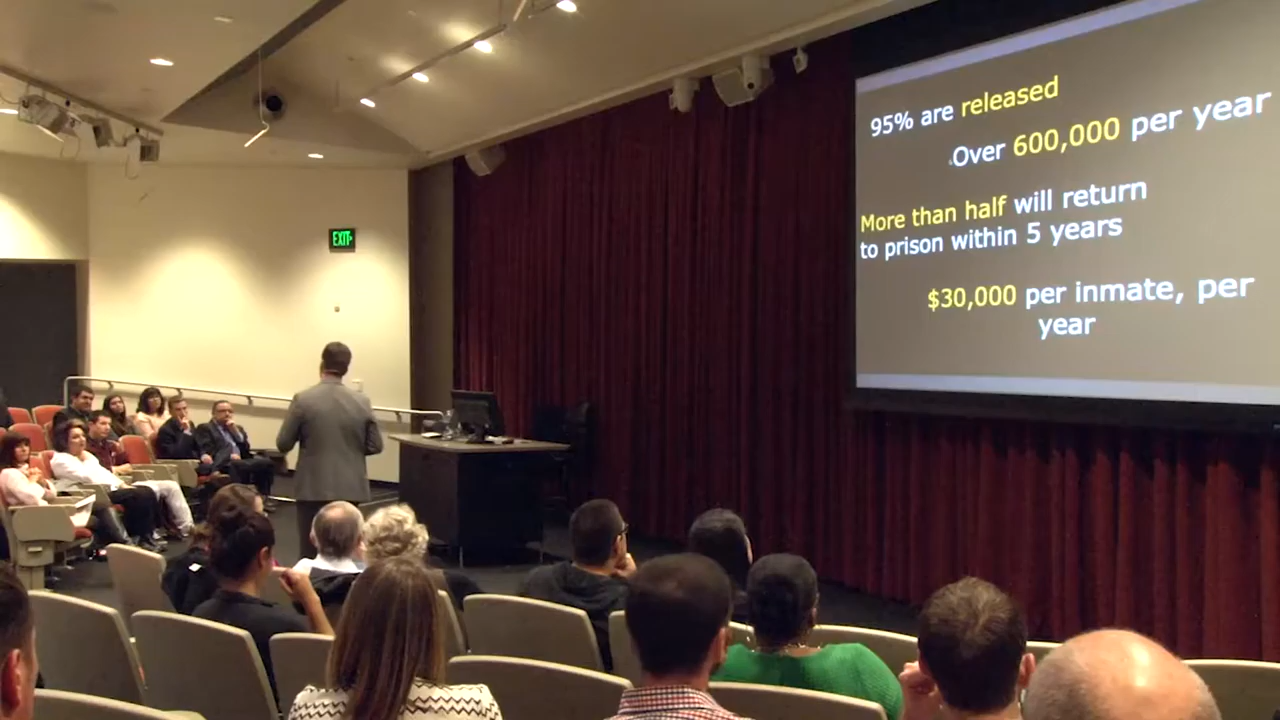 95% are released
Over 600,000 per year
More than half will return
to prison within 5 years
$30,000 per inmate, per
year
EXIT